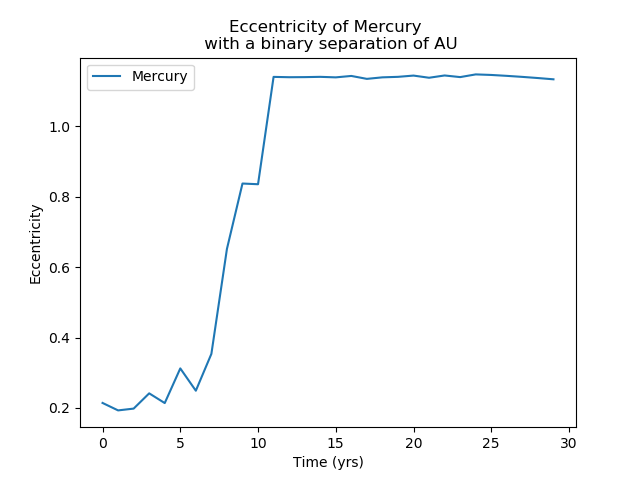 Eccentricity of Mercury
with a binary separation of AU
Mercury
1.0
0.8
0.6
0.4
0.2
Eccentricity
0 5 10 15 20 25 30
Time (yrs)